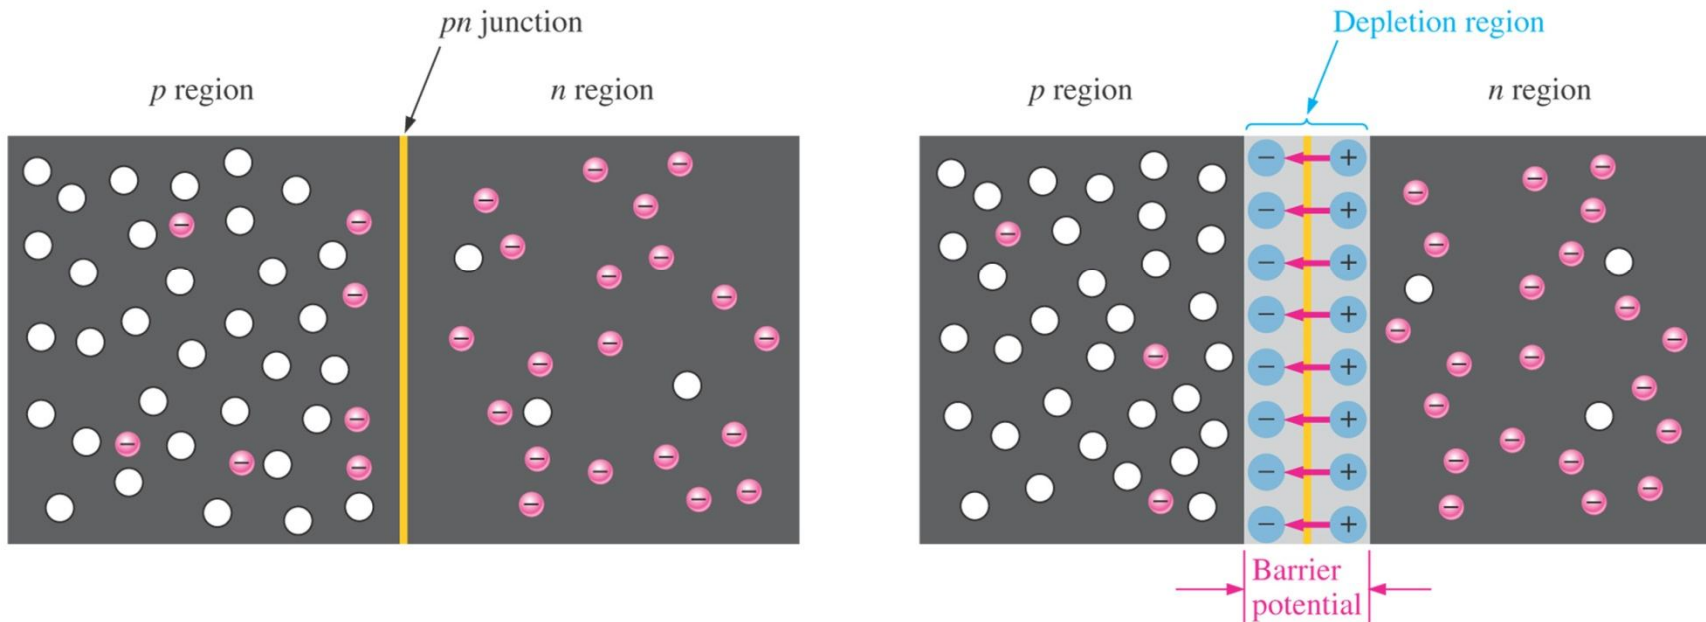 pn junction
p region
n region
Depletion region
p region
n region
− +
− +
− +
− +
− +
− +
− +
− +
Barrier
potential